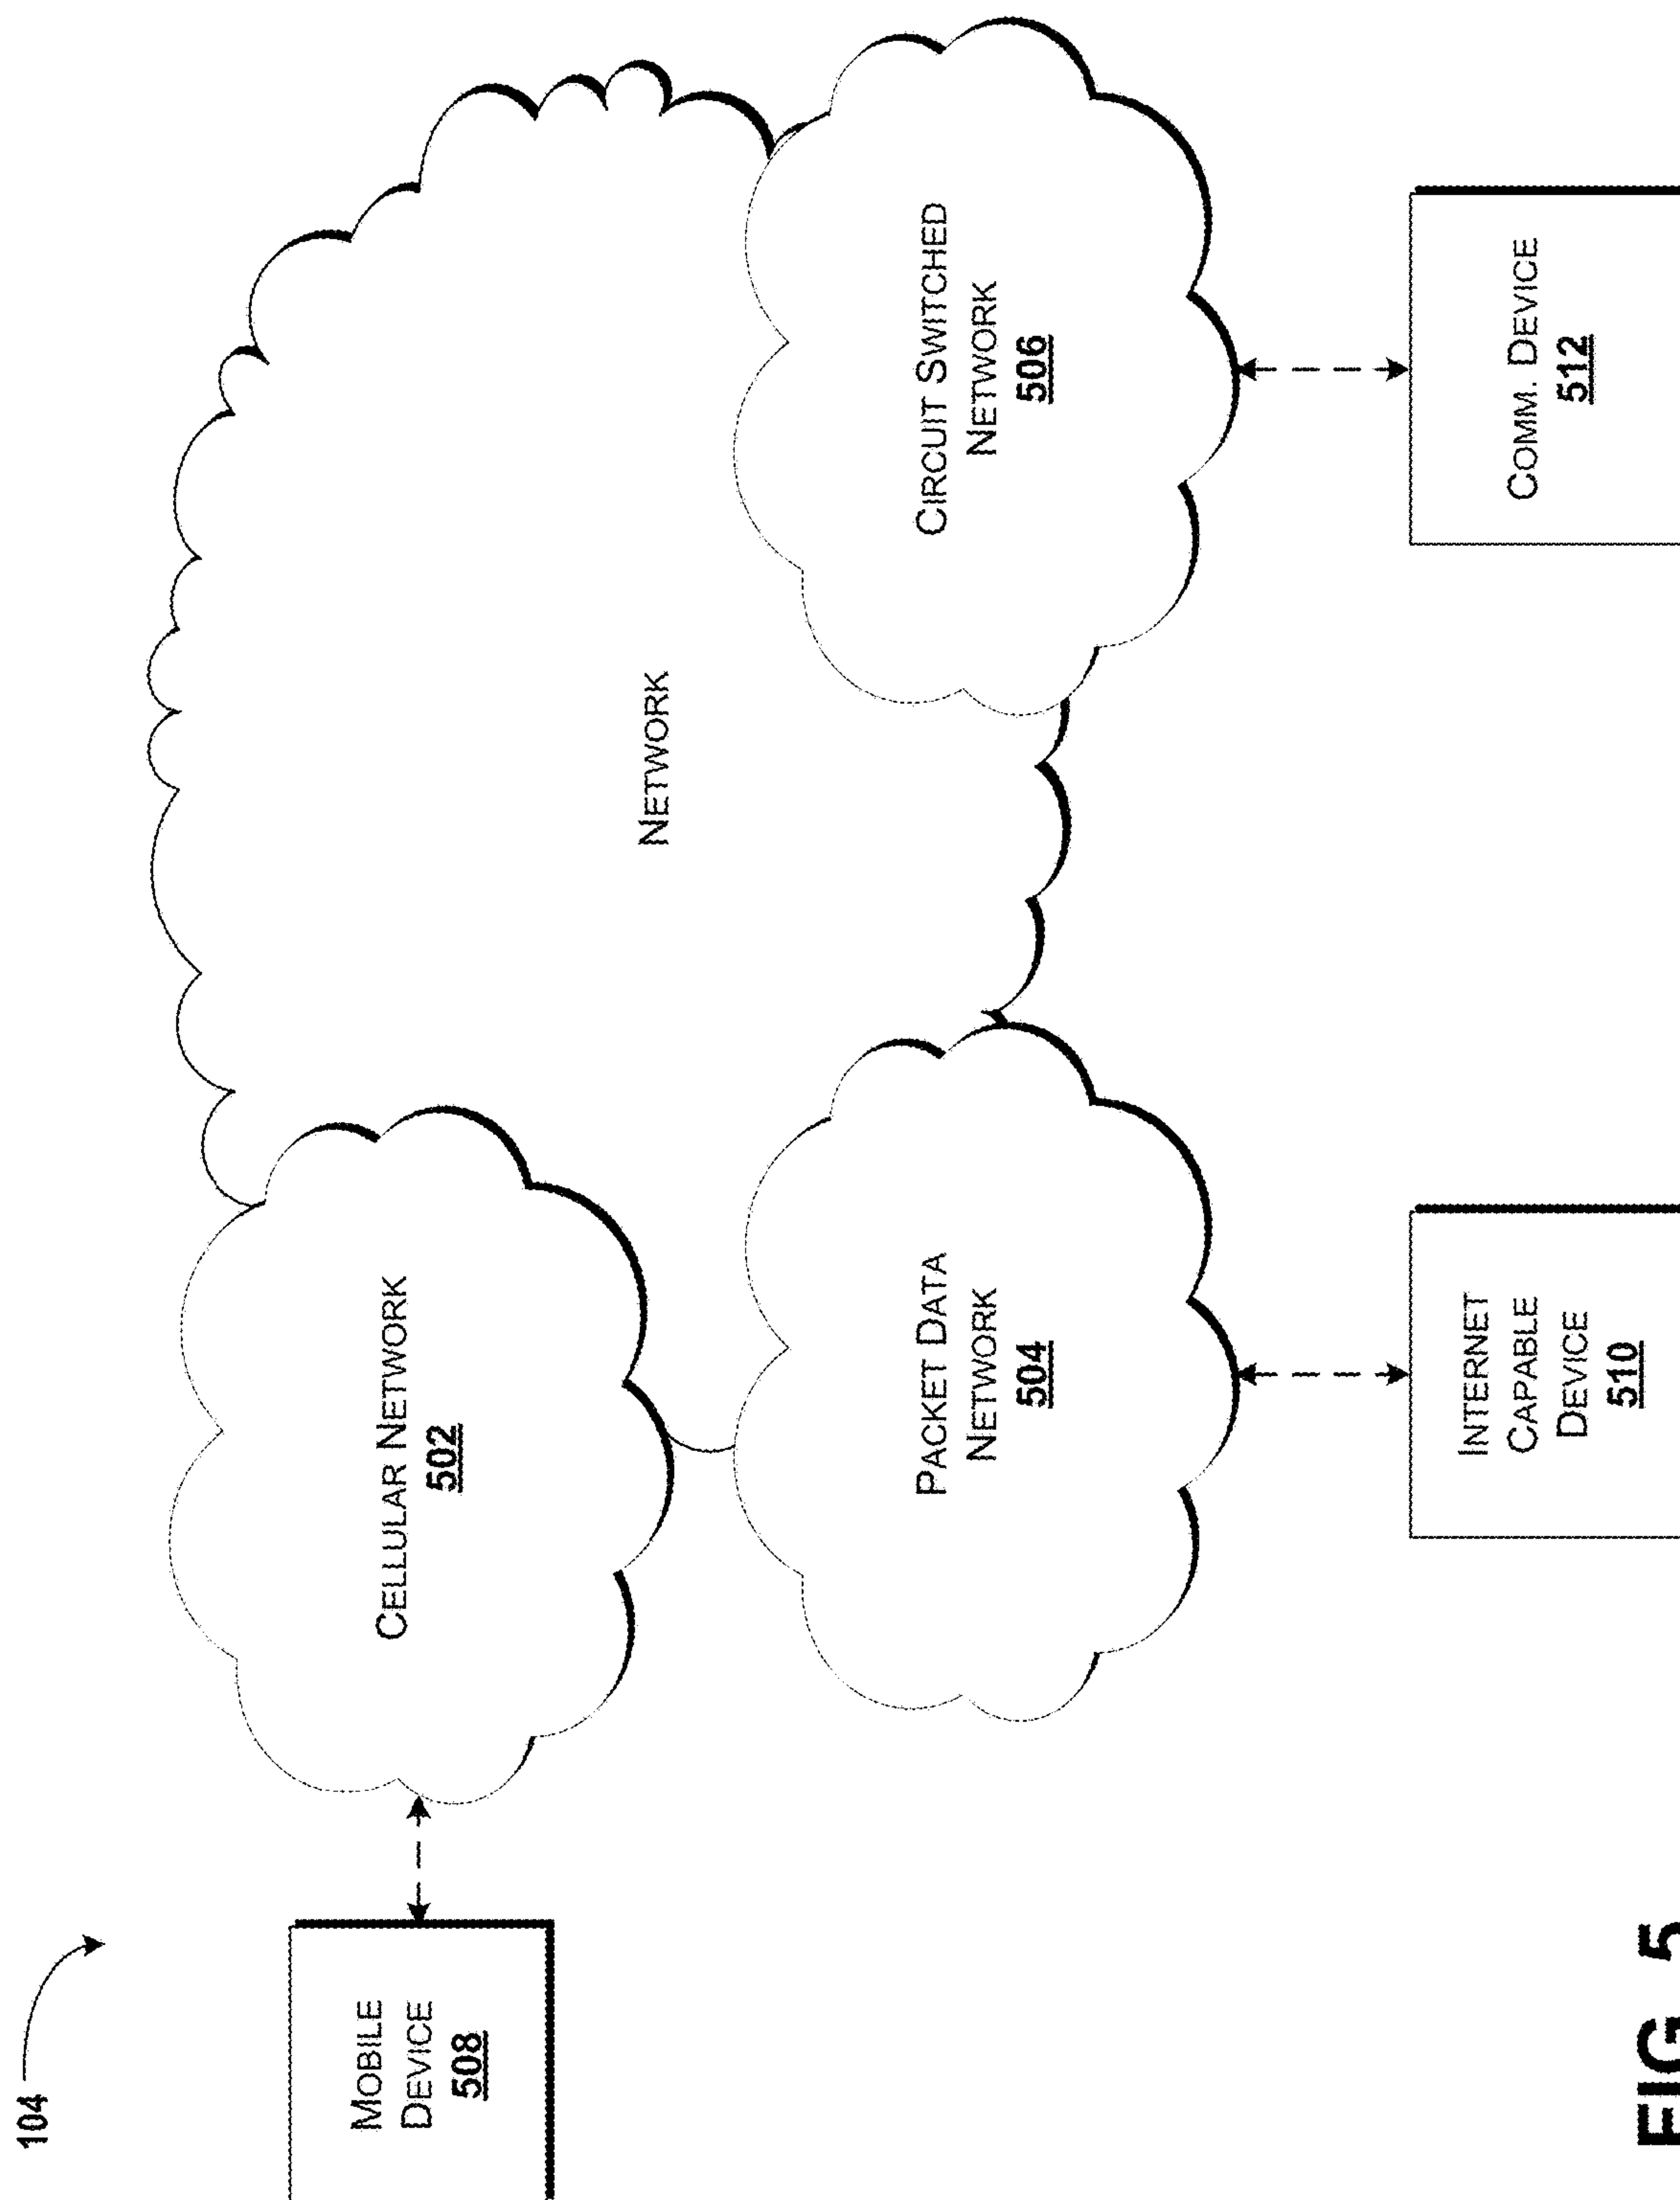 104
MOBILE
DEVICE
508
CELLULAR NETWORK
502
NETWORK
PACKET DATA
NETWORK
504
CIRCUIT SWITCHED
NETWORK
506
INTERNET
CAPABLE
DEVICE
510
COMM. DEVICE
512
FIG. 5